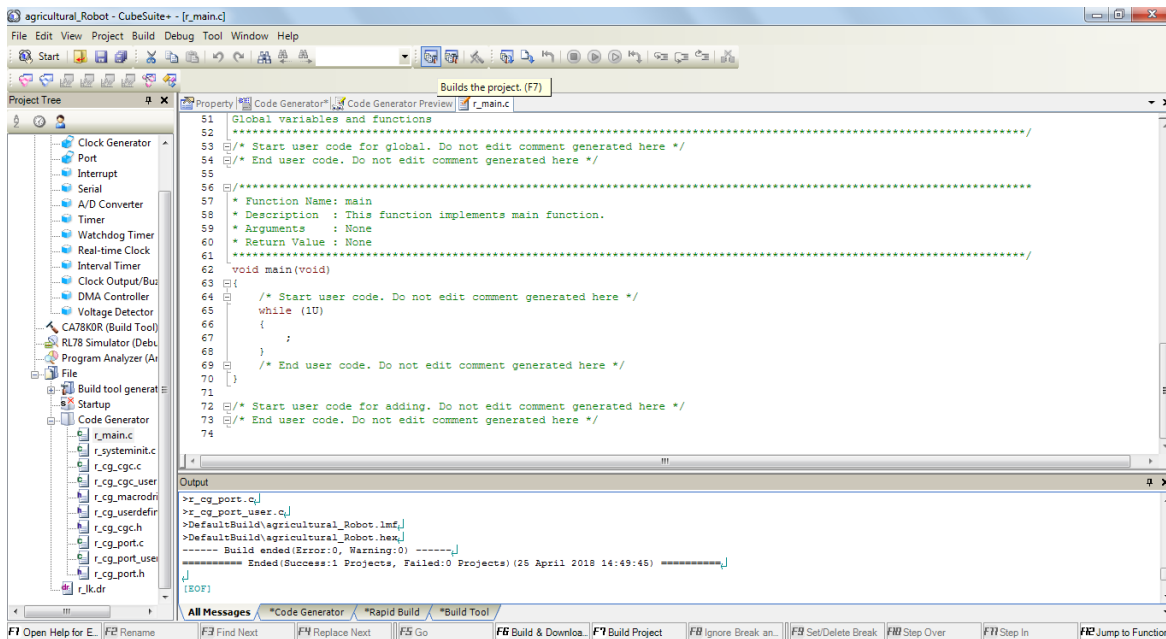 agricultural_Robot - CubeSuite+ - [r_main.c]
File Edit View Project Build Debug Tool Window Help
Start
Builds the project. (F7)
Project Tree
Property Code Generator* Code Generator Preview r_main.c
Clock Generator
Port
Interrupt
Serial
A/D Converter
Timer
Watchdog Timer
Real-time Clock
Interval Timer
Clock Output/Buz
DMA Controller
Voltage Detector
CA78K0R (Build Tool)
RL78 Simulator (Debu
Program Analyzer (Ar
File
Build tool generat
Startup
Code Generator
r_main.c
r_systeminit.c
r_cg_cgc.c
r_cg_cgc_user
r_cg_macrodri
r_cg_userdefin
r_cg_cgc.h
r_cg_port.c
r_cg_port_user
r_cg_port.h
r_lk.dr
51 Global variables and functions
52 ***********************************************************************************************************************/
53 /* Start user code for global. Do not edit comment generated here */
54 /* End user code. Do not edit comment generated here */
55
56 /***********************************************************************************************************************
57 * Function Name: main
58 * Description  : This function implements main function.
59 * Arguments    : None
60 * Return Value : None
61 ***********************************************************************************************************************/
62 void main(void)
63 {
64     /* Start user code. Do not edit comment generated here */
65     while (1U)
66     {
67         ;
68     }
69     /* End user code. Do not edit comment generated here */
70 }
71
72 /* Start user code for adding. Do not edit comment generated here */
73 /* End user code. Do not edit comment generated here */
74
Output
>r_cg_port.c
>r_cg_port_user.c
>DefaultBuild\agricultural_Robot.lmf
>DefaultBuild\agricultural_Robot.hex
------ Build ended(Error:0, Warning:0) ------
========== Ended(Success:1 Projects, Failed:0 Projects)(25 April 2018 14:49:45) ==========
[EOF]
All Messages *Code Generator *Rapid Build *Build Tool
F1 Open Help for E... F2 Rename F3 Find Next F4 Replace Next F5 Go F6 Build & Downloa... F7 Build Project F8 Ignore Break an... F9 Set/Delete Break F10 Step Over F11 Step In F12 Jump to Function